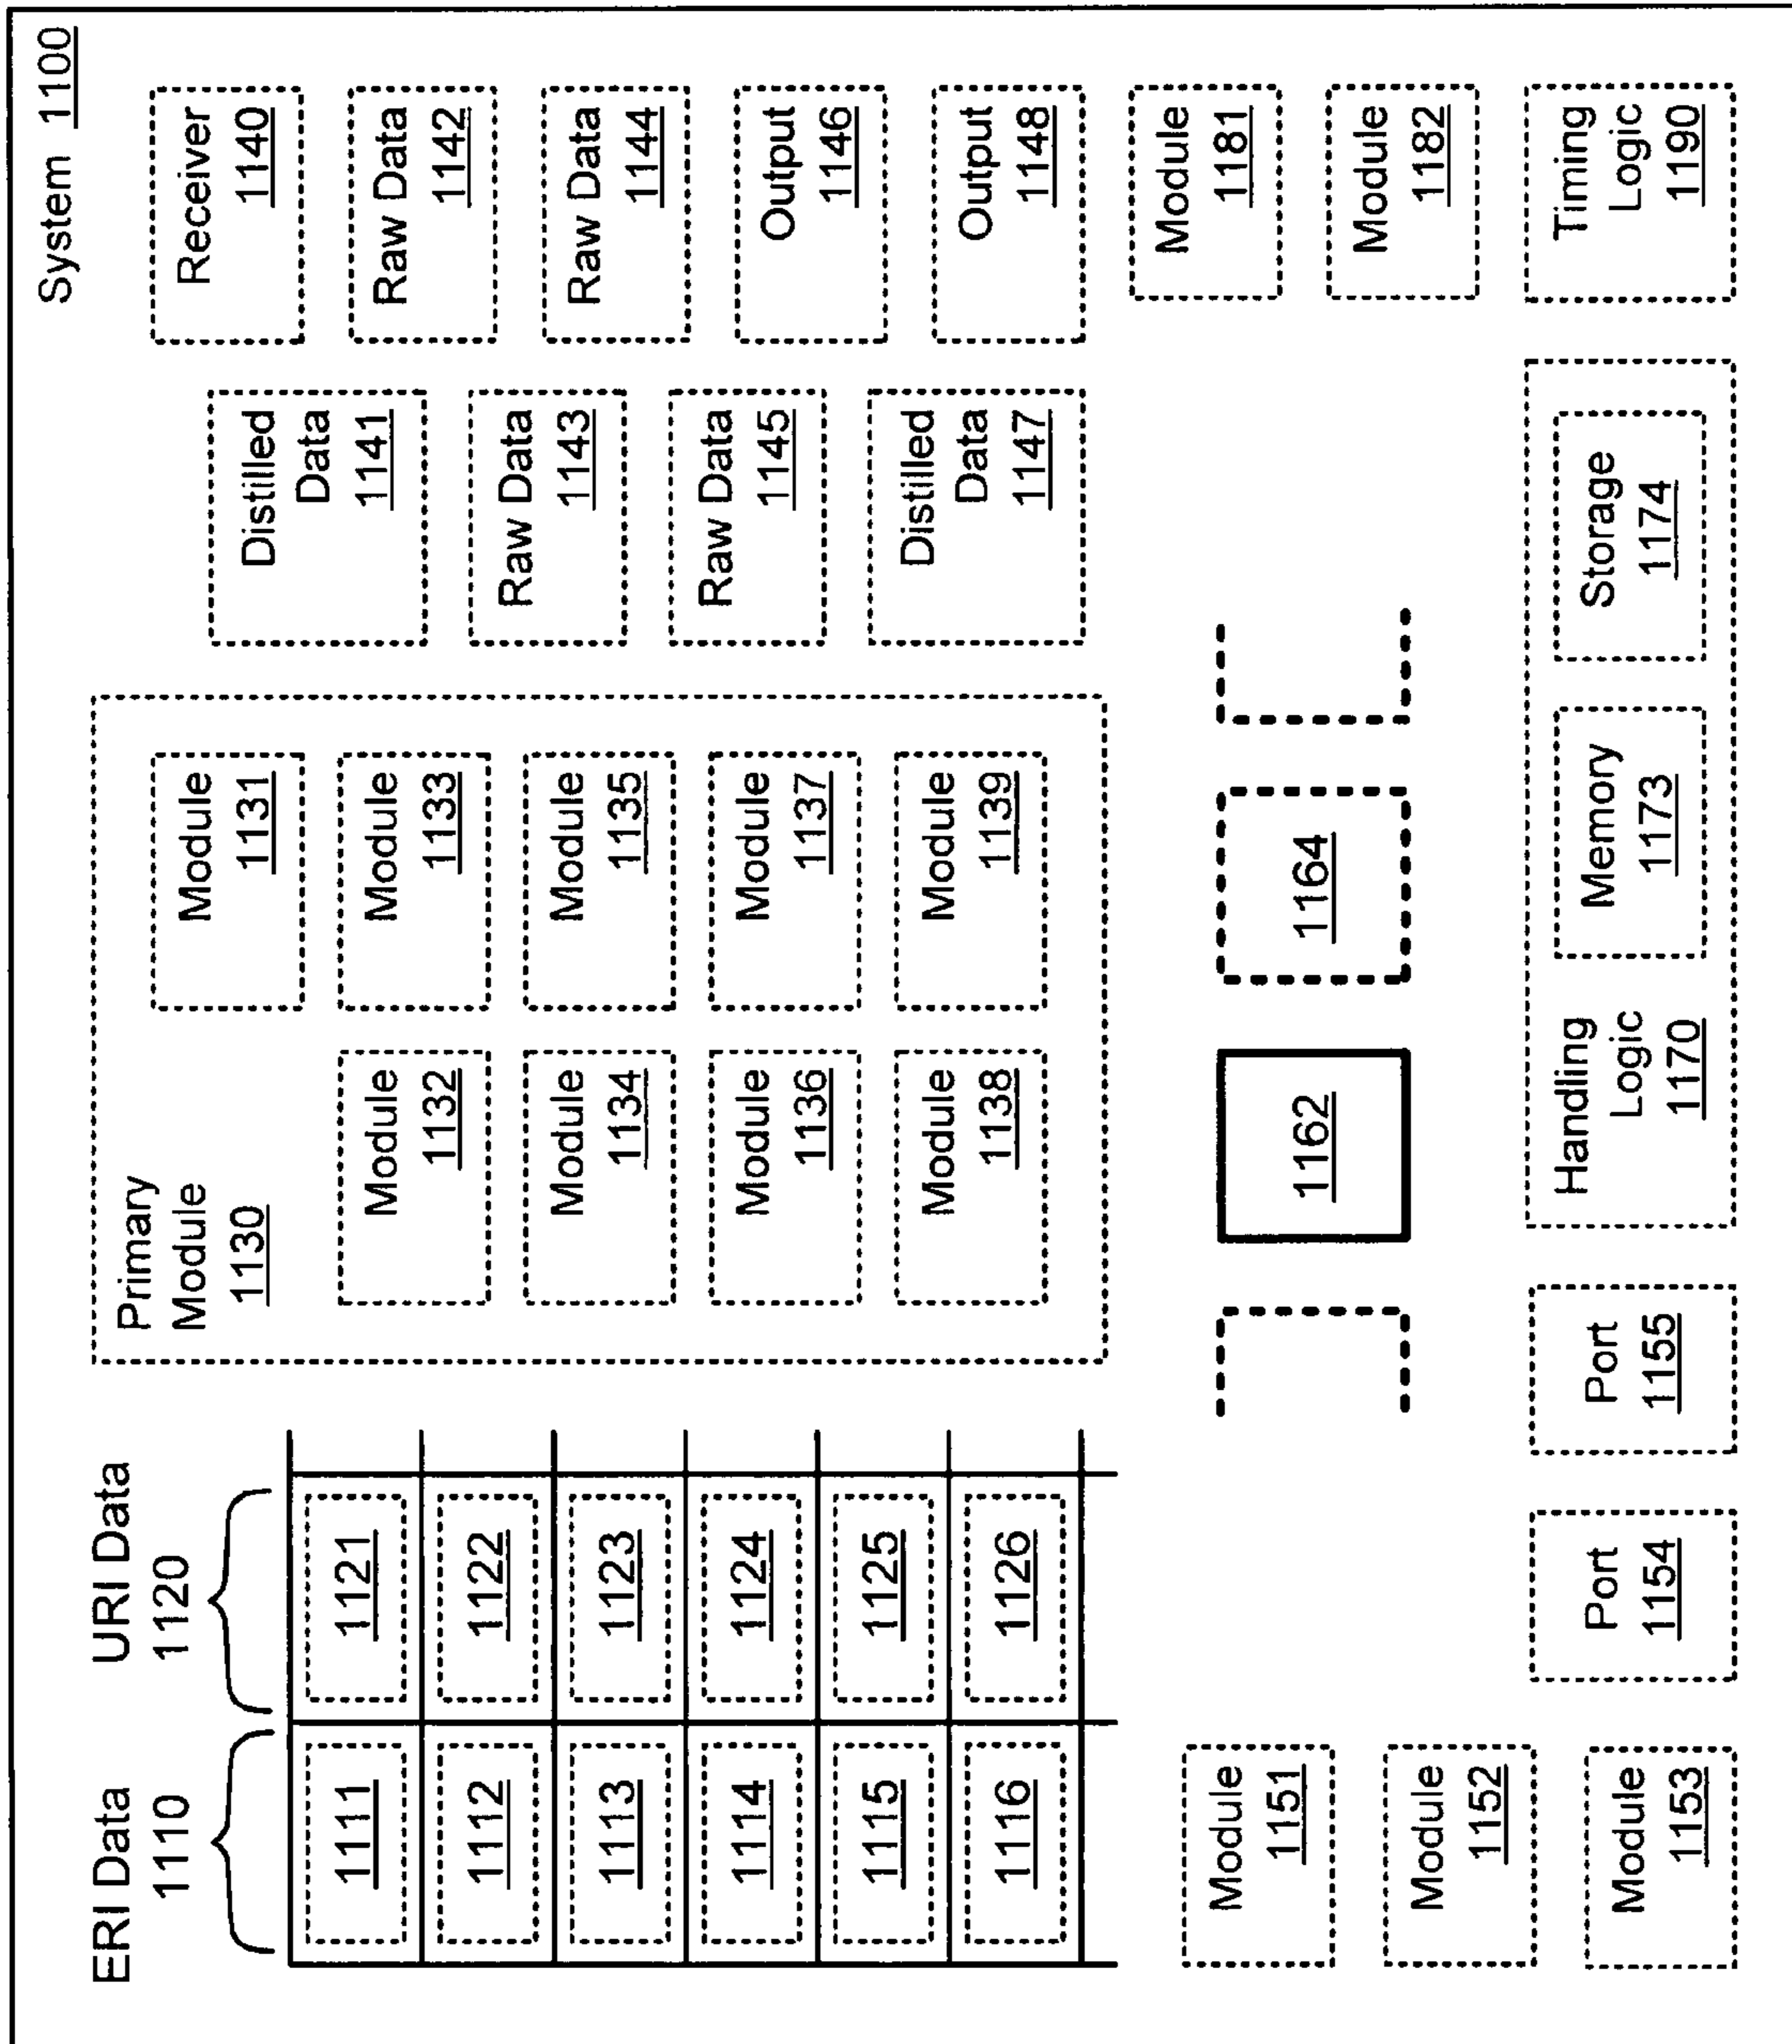 System 1100
ERI Data
1110
URI Data
1120
1111
1121
1112
1122
1113
1123
1114
1124
1115
1125
1116
1126
Primary
Module
1130
Module
1131
Module
1132
Module
1133
Module
1134
Module
1135
Module
1136
Module
1137
Module
1138
Module
1139
Receiver
1140
Distilled
Data
1141
Raw Data
1142
Raw Data
1143
Raw Data
1144
Raw Data
1145
Output
1146
Distilled
Data
1147
Output
1148
Module
1151
Module
1152
Module
1153
Port
1154
Port
1155
1162
1164
Handling
Logic
1170
Memory
1173
Storage
1174
Module
1181
Module
1182
Timing
Logic
1190